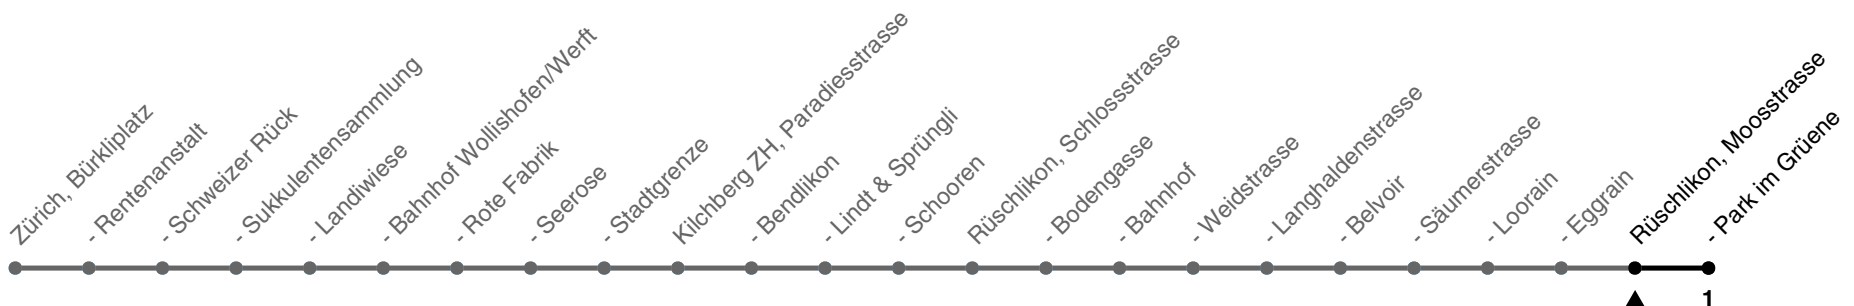 Zürich, Bürkliplatz
- Rentenanstalt
- Schweizer Rück
- Sukkulentensammlung
- Landiwiese
- Bahnhof Wollishofen/Werft
- Rote Fabrik
- Seerose
- Stadtgrenze
Kilchberg ZH, Paradiesstrasse
- Bendlikon
- Lindt & Sprüngli
- Schooren
Rüschlikon, Schlossstrasse
- Bodengasse
- Bahnhof
- Weidstrasse
- Langhaldenstrasse
- Belvoir
- Säumerstrasse
- Loorain
- Eggrain
Rüschlikon, Moosstrasse
- Park im Grüene
1